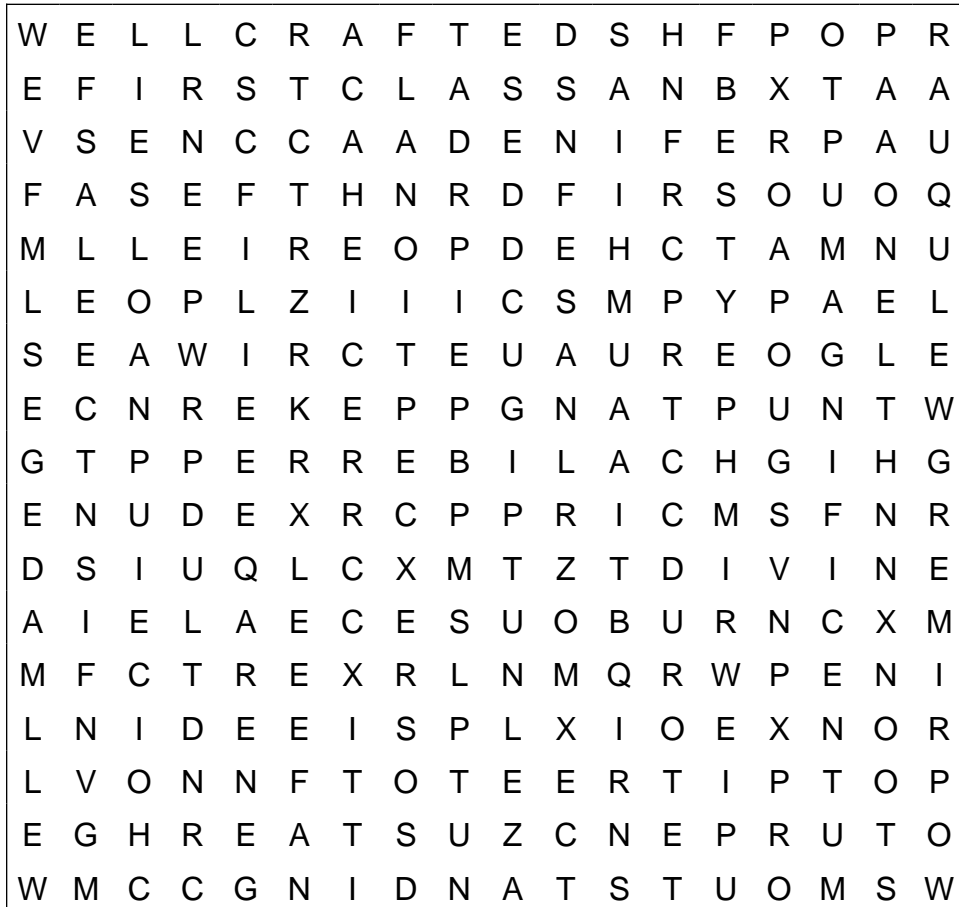 W E L L C R A F T E D S H F P O P R
E F I R S T C L A S S A N B X T A A
V S E N C C A A D E N I F E R P A U
F A S E F T H N R D F I R S O U O Q
M L L E I R E O P D E H C T A M N U
L E O P L Z I I I C S M P Y P A E L
S E A W I R C T E U A U R E O G L E
E C N R E K E P P G N A T P U N T W
G T P P E R R E B I L A C H G I H G
E N U D E X R C P P R I C M S F N R
D S I U Q L C X M T Z T D I V I N E
A I E L A E C E S U O B U R N C X M
M F C T R E X R L N M Q R W P E N I
L N I D E E I S P L X I O E X N O R
L V O N N F T O T E E R T I P T O P
E G H R E A T S U Z C N E P R U T O
W M C C G N I D N A T S T U O M S W